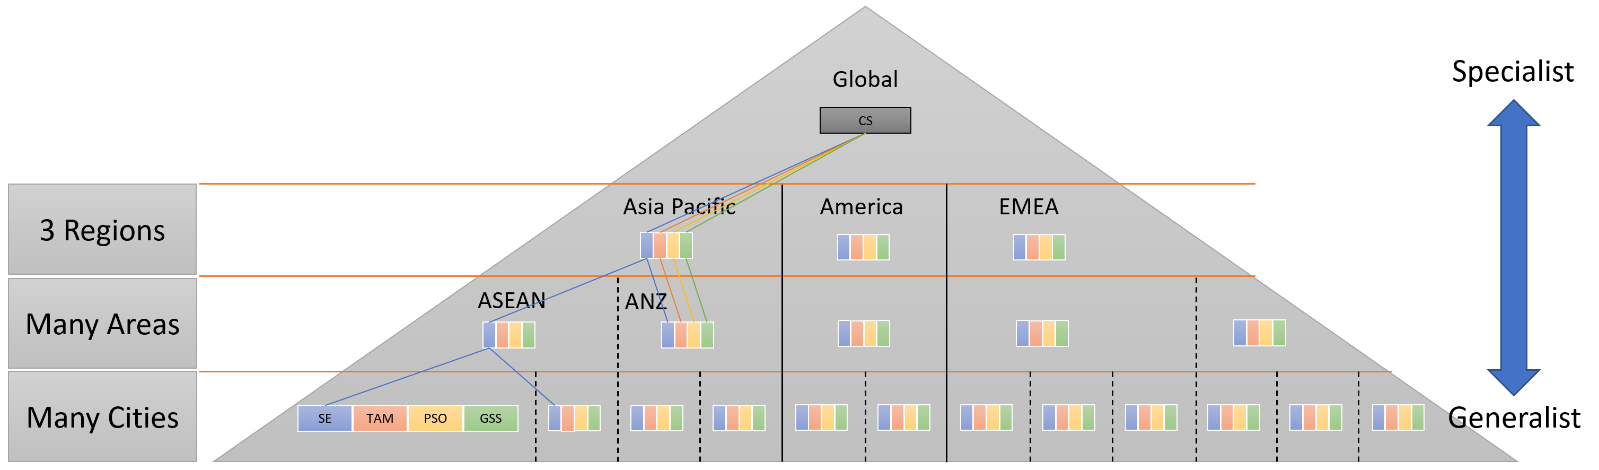 Global
Specialist
CS
3 Regions
Asia Pacific
America
EMEA
Many Areas
ASEAN
ANZ
Many Cities
SE
TAM
PSO
GSS
Generalist